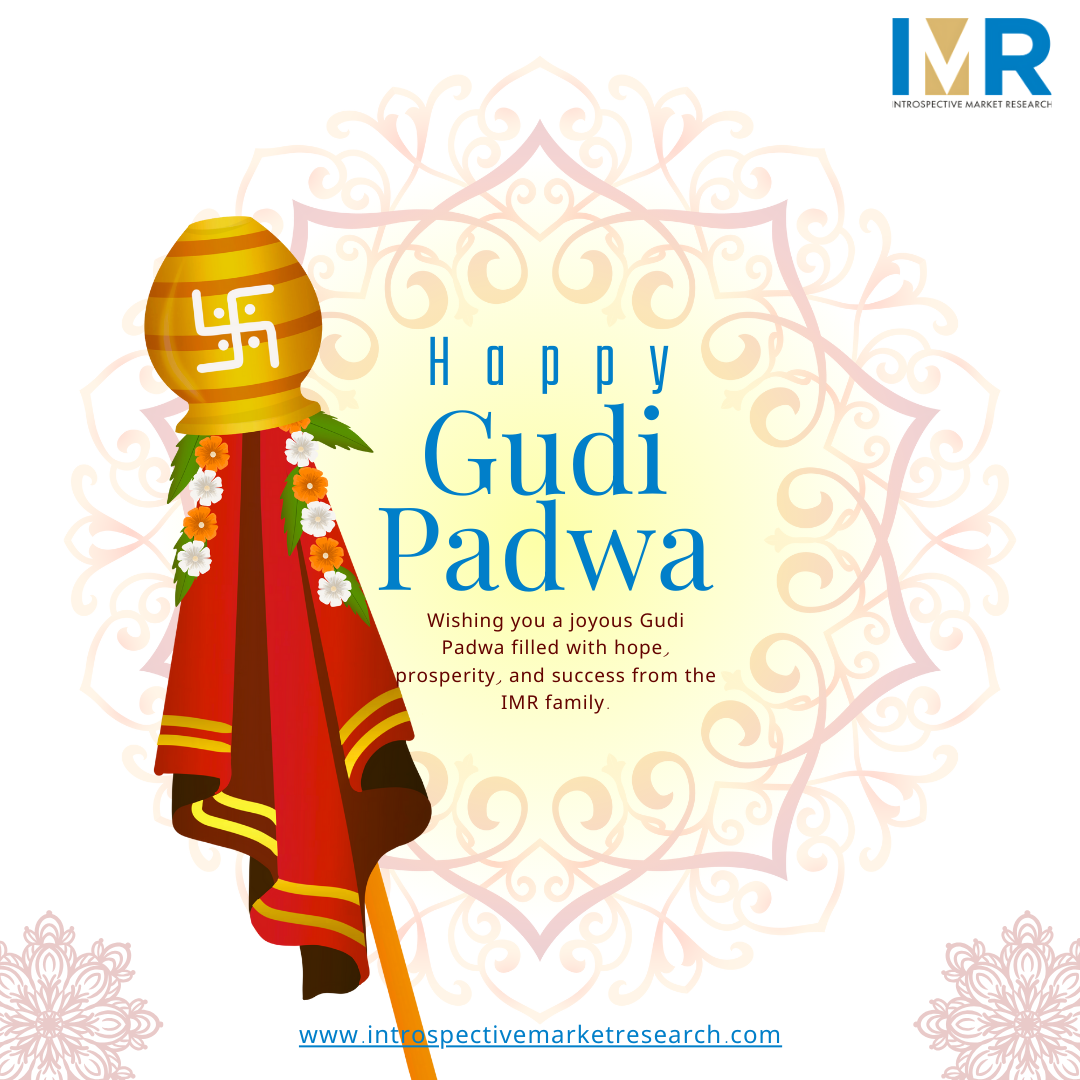 IMR
INTROSPECTIVE MARKET RESEARCH
Happy
Gudi
Padwa
Wishing you a joyous Gudi
Padwa filled with hope,
prosperity, and success from the
IMR family.
www.introspectivemarketresearch.com